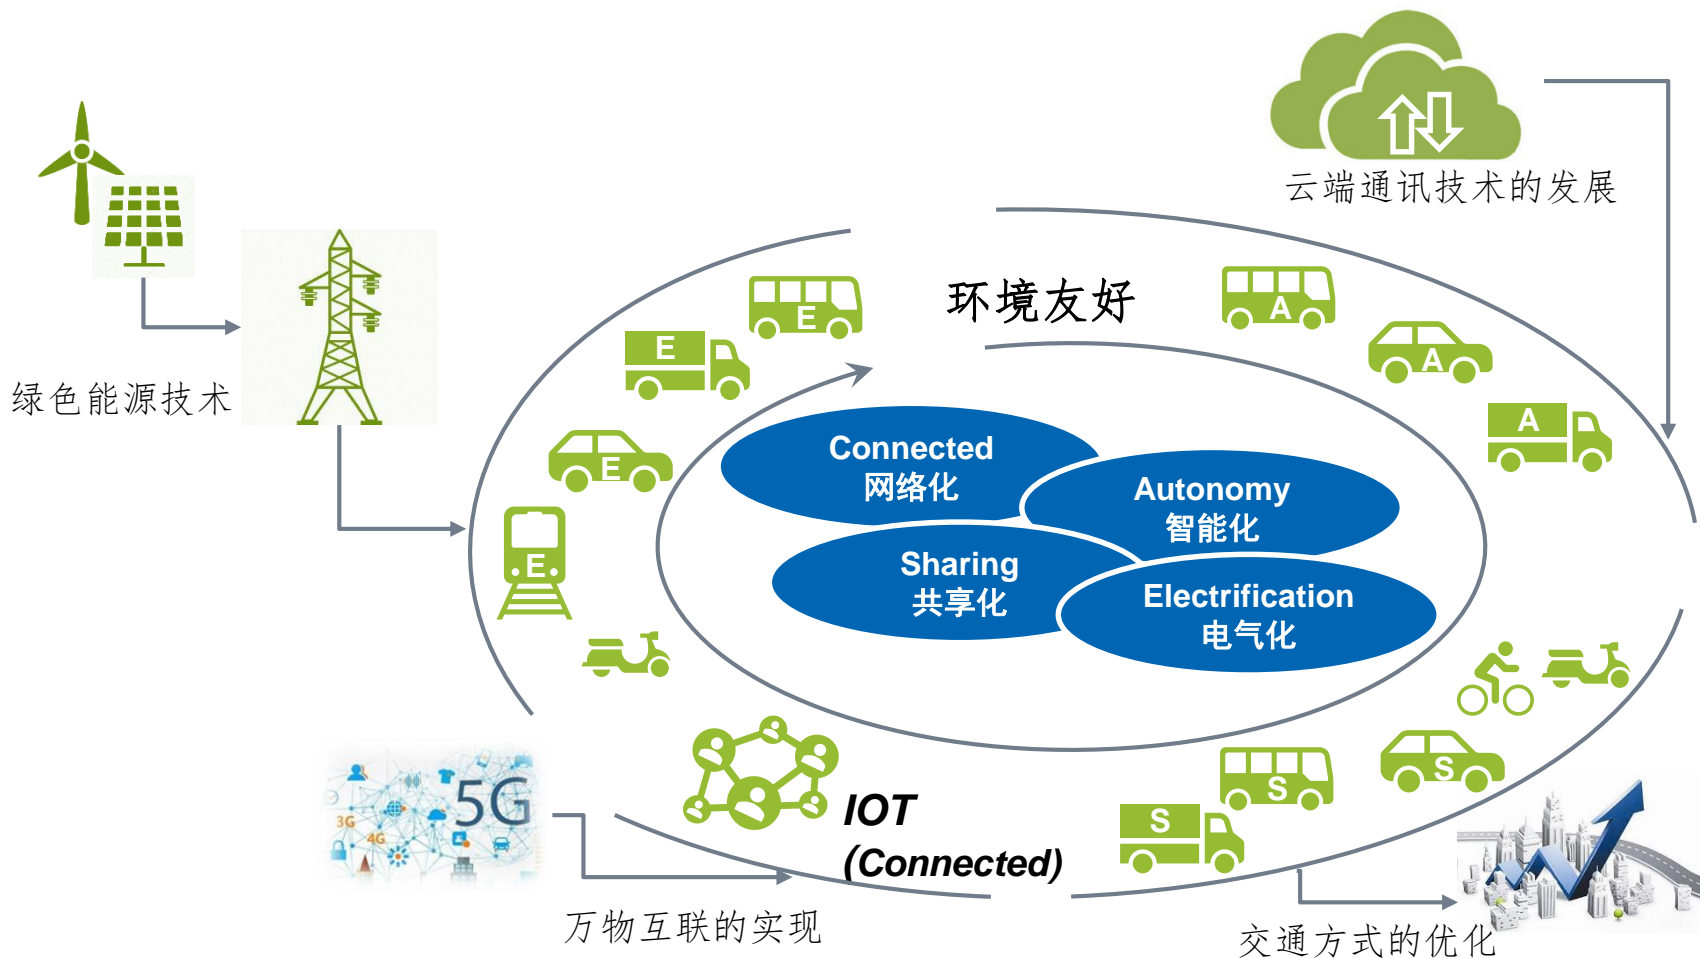 云端通讯技术的发展
环境友好
E
A
E
A
绿色能源技术
A
E
Connected
网络化
Autonomy
智能化
E
Sharing
共享化
Electrification
电气化
5G
3G
4G
IOT
(Connected)
S
S
S
万物互联的实现
交通方式的优化